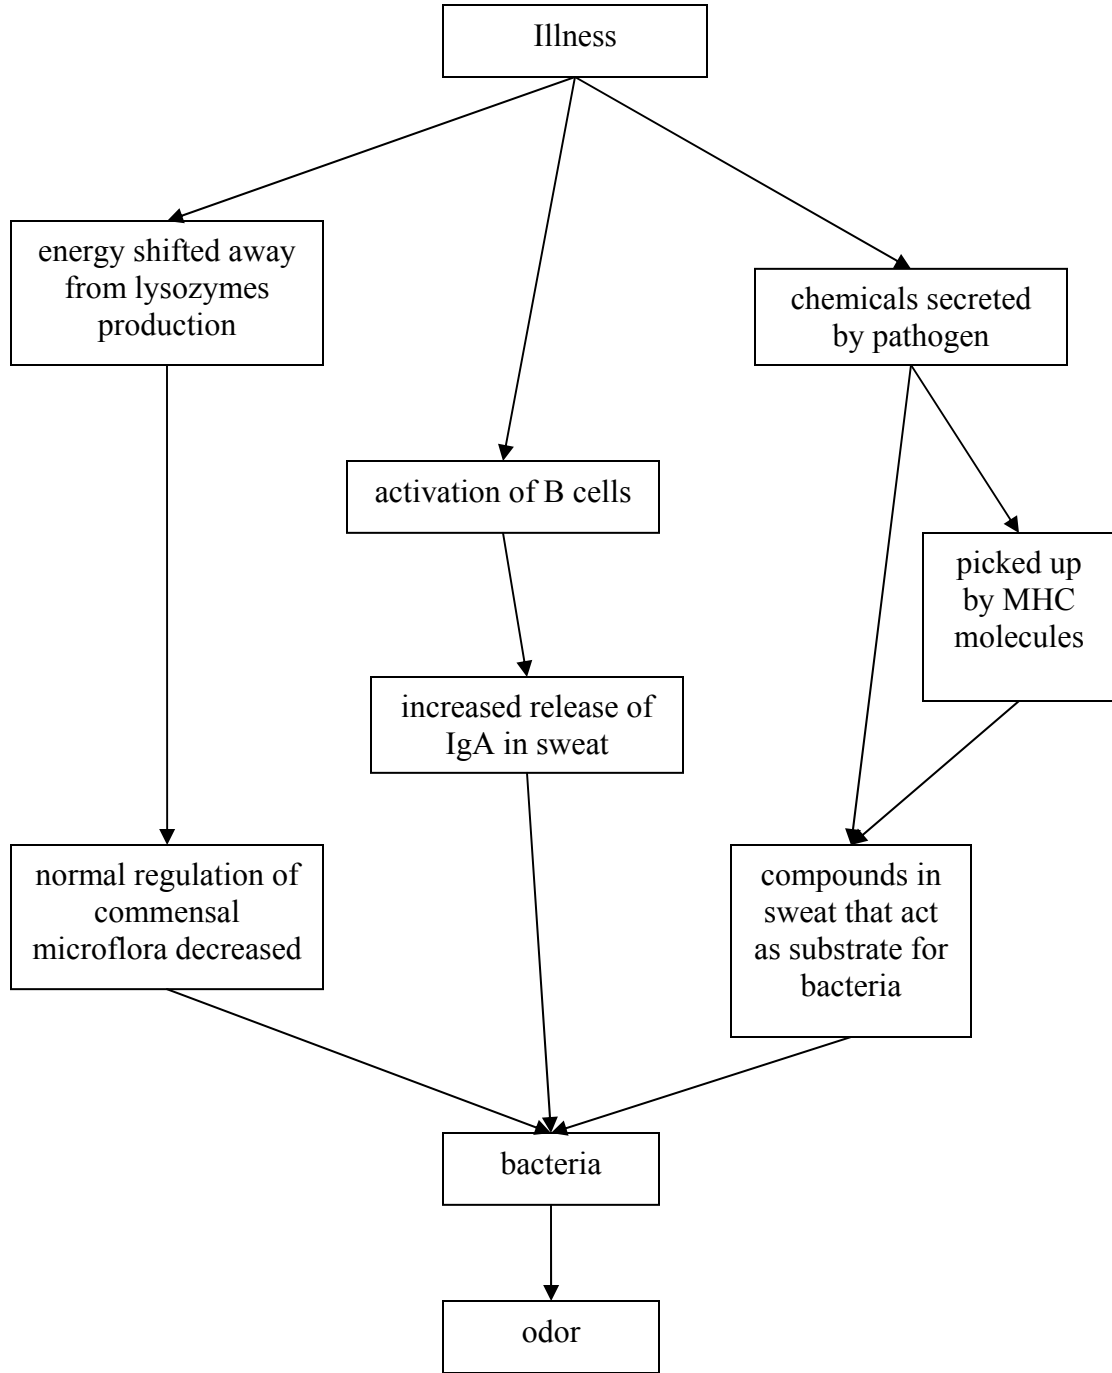 Illness
energy shifted away
from lysozymes
production
chemicals secreted
by pathogen
activation of B cells
picked up
by MHC
molecules
increased release of
IgA in sweat
normal regulation of
commensal
microflora decreased
compounds in
sweat that act
as substrate for
bacteria
bacteria
odor